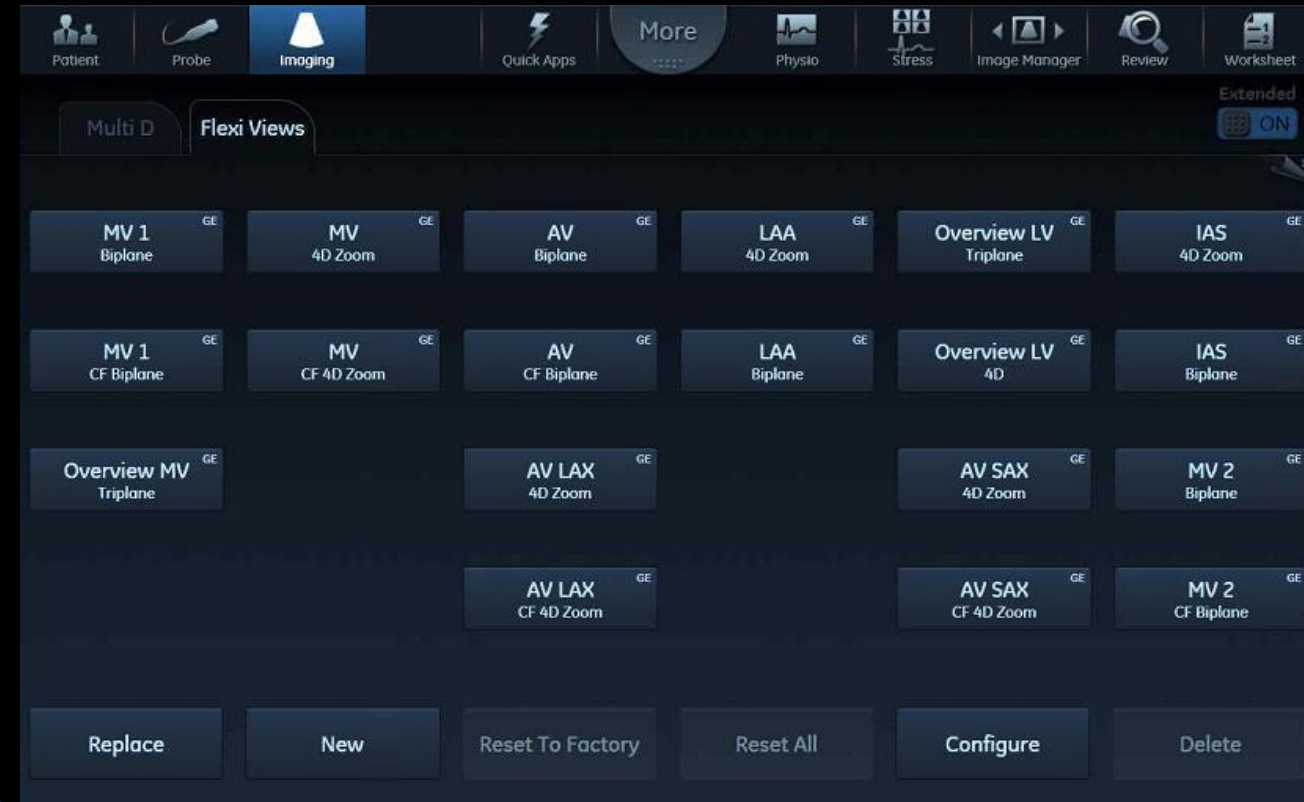 Patient
Probe
Imaging
Quick Apps
More
Physio
Stress
Image Manager
Review
1
2
Worksheet
Multi D
Flexi Views
Extended
ON
MV 1 GE
Biplane
MV GE
4D Zoom
AV GE
Biplane
LAA GE
4D Zoom
Overview LV GE
Triplane
IAS GE
4D Zoom
MV 1 GE
CF Biplane
MV GE
CF 4D Zoom
AV GE
CF Biplane
LAA GE
Biplane
Overview LV GE
4D
IAS GE
Biplane
Overview MV GE
Triplane
AV LAX GE
4D Zoom
AV SAX GE
4D Zoom
MV 2 GE
Biplane
AV LAX GE
CF 4D Zoom
AV SAX GE
CF 4D Zoom
MV 2 GE
CF Biplane
Replace
New
Reset To Factory
Reset All
Configure
Delete